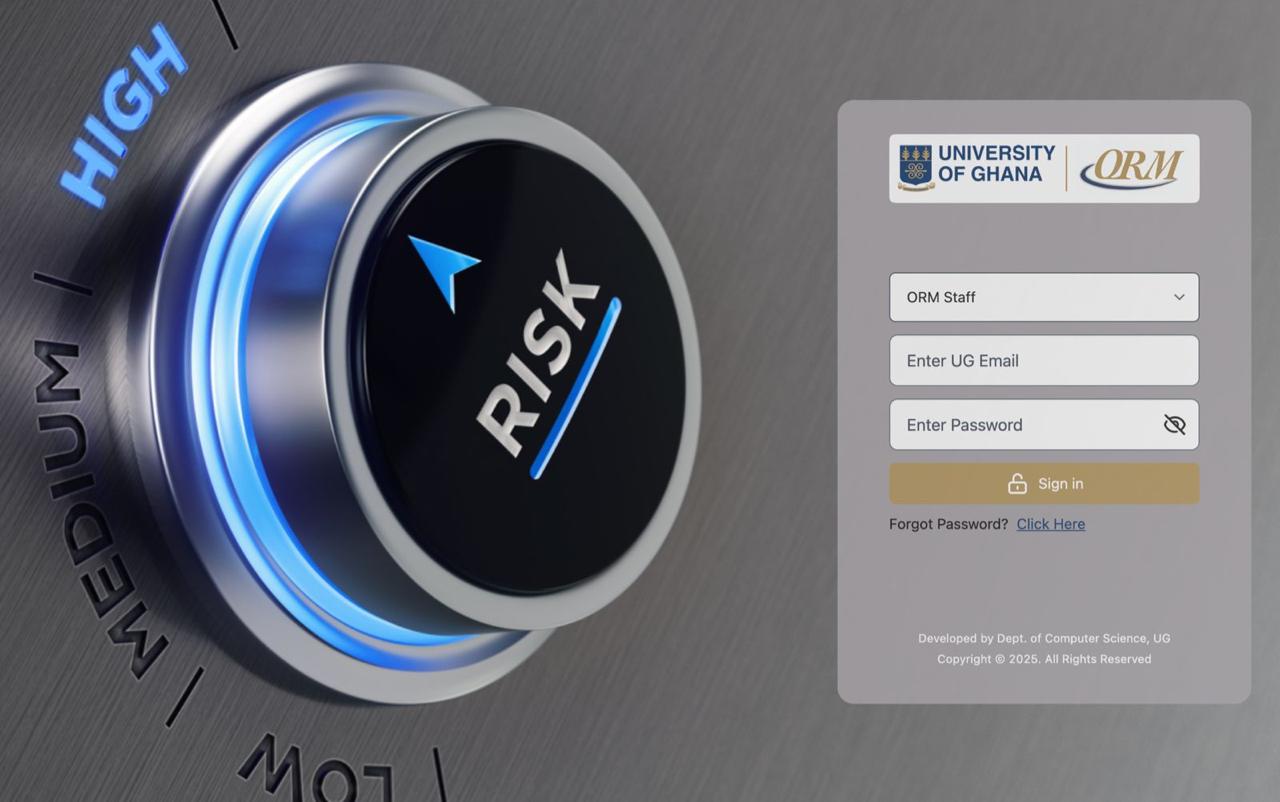 HIGH
MEDIUM
LOW
RISK
UNIVERSITY
OF GHANA
ORM
ORM Staff
Enter UG Email
Enter Password
Sign in
Forgot Password? Click Here
Developed by Dept. of Computer Science, UG
Copyright © 2025. All Rights Reserved